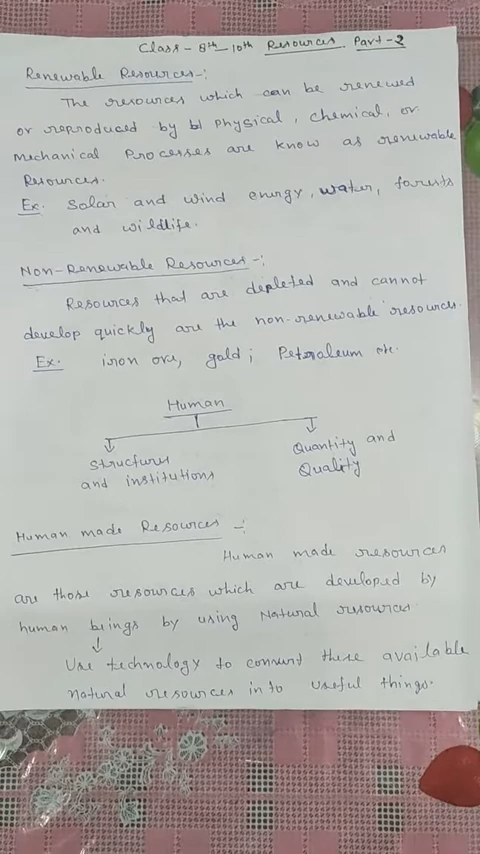 Class - 8th - 10th Resources. Part-2
Renewable Resources -:
The resources which can be renewed
or reproduced by physical, chemical, or
mechanical Processes are know as renewable
Resources.
Ex. Solar and wind energy, water, forests
and wildlife.
Non-Renewable Resources -:
Resources that are depleted and cannot
develop quickly are the non-renewable resources.
Ex. iron ore, gold; Petroleum etc.
Human
Structures
and institutions
Quantity and
Quality
Human made Resources -:
Human made resources
are those resources which are developed by
human beings by using Natural resources
Use technology to convert these available
natural resources in to useful things.